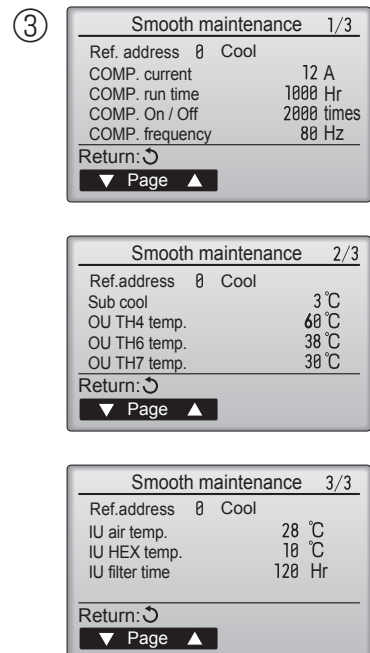 ③
Smooth maintenance 1/3
Ref. address 0 Cool
COMP. current 12 A
COMP. run time 1000 Hr
COMP. On / Off 2000 times
COMP. frequency 80 Hz
Return:
▼ Page ▲
Smooth maintenance 2/3
Ref.address 0 Cool
Sub cool 3 ℃
OU TH4 temp. 60 ℃
OU TH6 temp. 38 ℃
OU TH7 temp. 30 ℃
Return:
▼ Page ▲
Smooth maintenance 3/3
Ref.address 0 Cool
IU air temp. 28 ℃
IU HEX temp. 10 ℃
IU filter time 120 Hr
Return:
▼ Page ▲